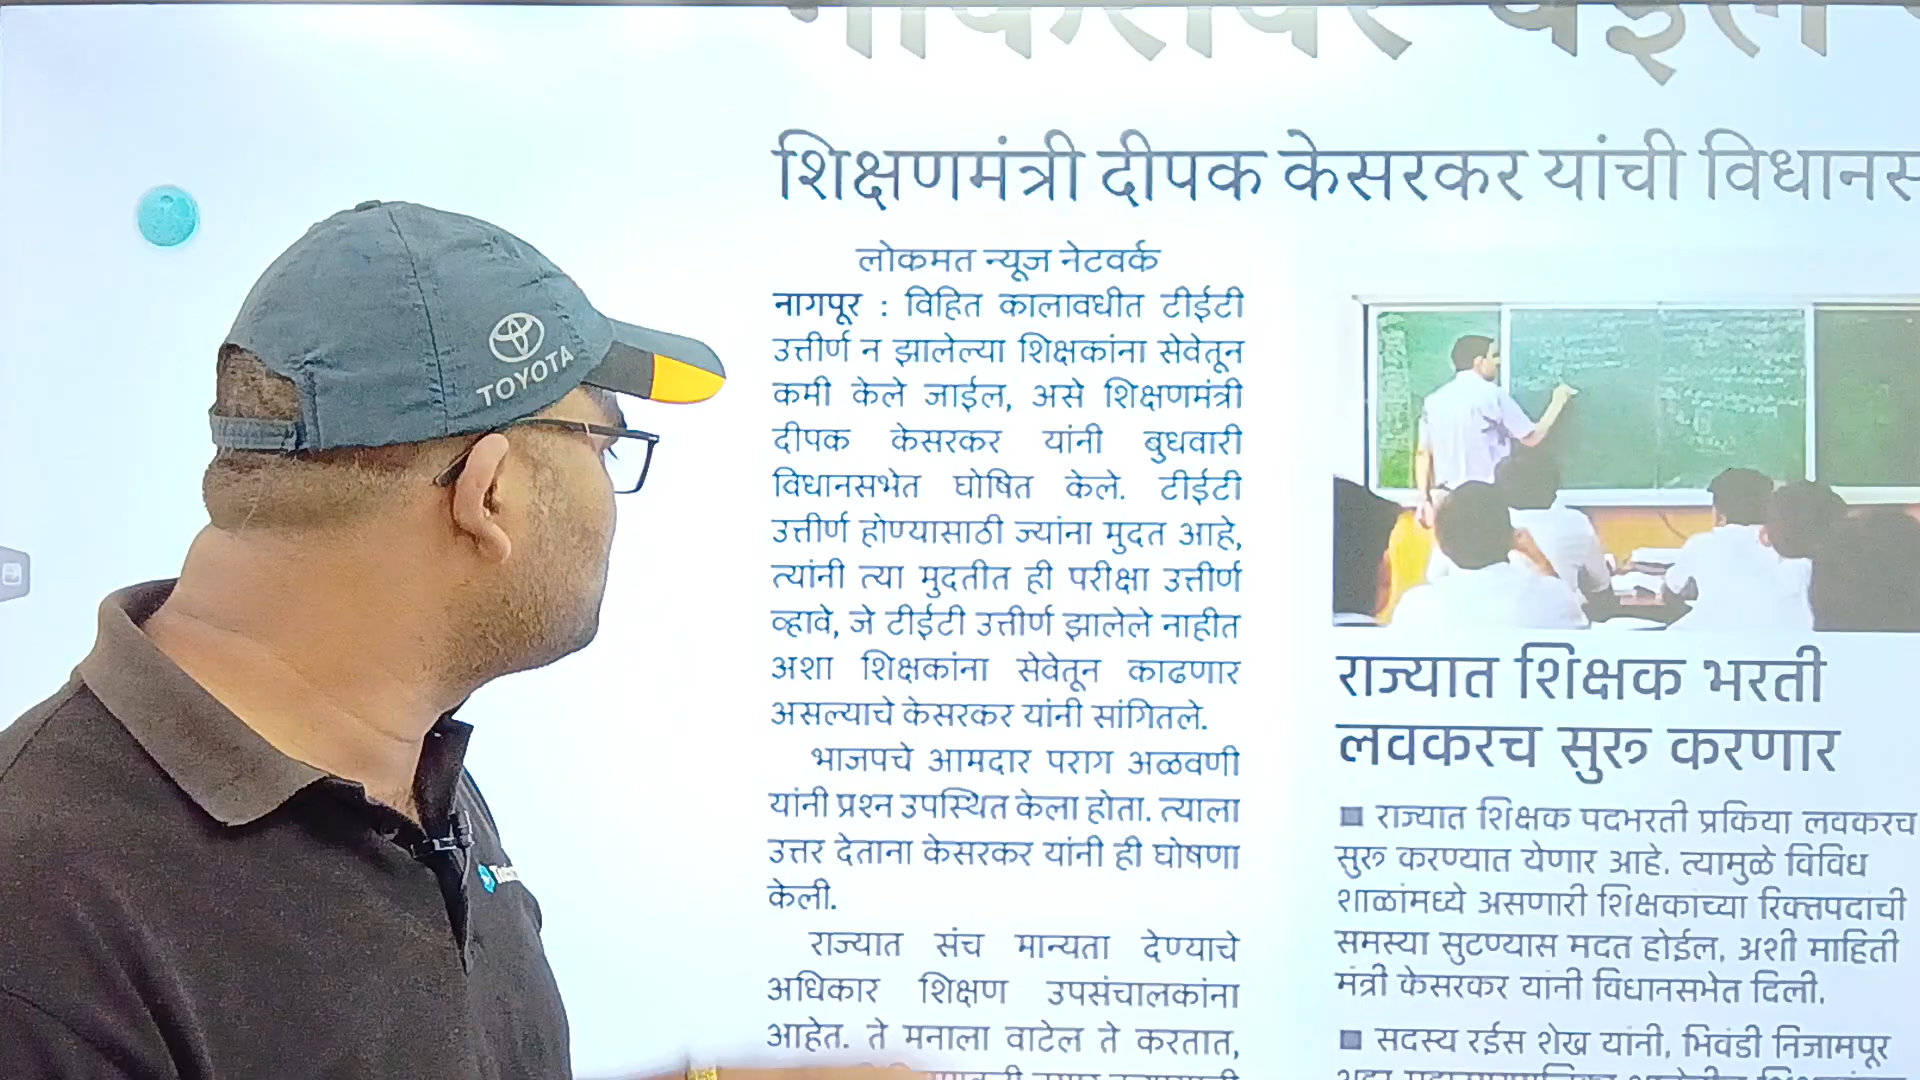 शिक्षणमंत्री दीपक केसरकर यांची
लोकमत न्यूज नेटवर्क
नागपूर : विहित कालावधीत टीईटी
उत्तीर्ण न झालेल्या शिक्षकांना सेवेतून
कमी केले जाईल, असे शिक्षणमंत्री
दीपक केसरकर यांनी बुधवारी
विधानसभेत घोषित केले. टीईटी
उत्तीर्ण होण्यासाठी ज्यांना मुदत आहे,
त्यांनी त्या मुदतीत ही परीक्षा उत्तीर्ण
व्हावे, जे टीईटी उत्तीर्ण झालेले नाहीत
अशा शिक्षकांना सेवेतून काढणार
असल्याचे केसरकर यांनी सांगितले.
भाजपचे आमदार पराग अळवणी
यांनी प्रश्न उपस्थित केला होता. त्याला
उत्तर देताना केसरकर यांनी ही घोषणा
केली.
राज्यात संच मान्यता देण्याचे
अधिकार शिक्षण उपसंचालकांना
आहेत. ते मनाला वाटेल ते करतात,
राज्यात शिक्षक भरती
लवकरच सुरू करणार
राज्यात शिक्षक पदभरती प्रकिया लवकरच
सुरू करण्यात येणार आहे. त्यामुळे विविध
शाळांमध्ये असणारी शिक्षकांच्या रिक्तपदांची
समस्या सुटण्यास मदत होईल, अशी माहिती
मंत्री केसरकर यांनी विधानसभेत दिली.
सदस्य रईस शेख यांनी, भिवंडी निजामपूर
TOYOTA